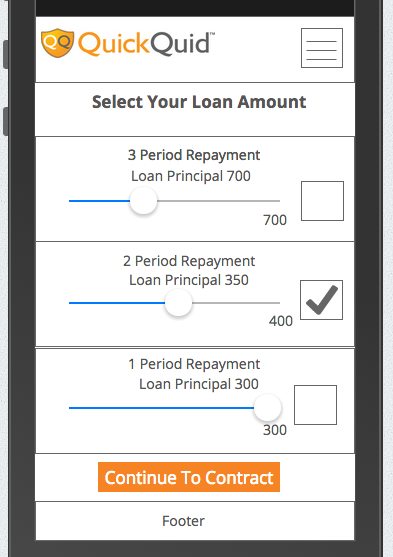 QQ QuickQuid™
Select Your Loan Amount
3 Period Repayment
Loan Principal 700
700
2 Period Repayment
Loan Principal 350
400
1 Period Repayment
Loan Principal 300
300
Continue To Contract
Footer